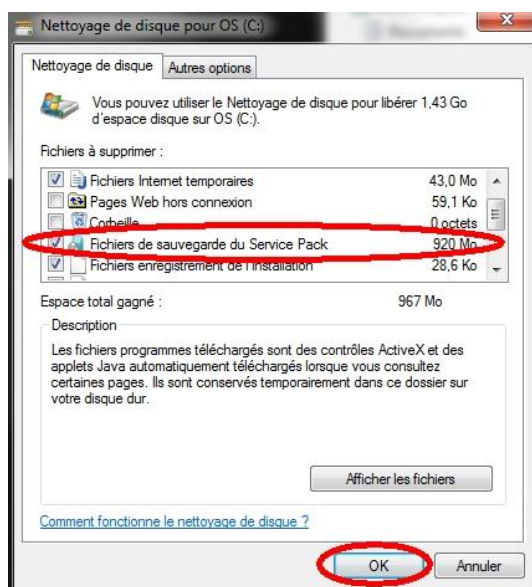 Nettoyage de disque pour OS (C:)
Nettoyage de disque
Autres options
Vous pouvez utiliser le Nettoyage de disque pour libérer 1,43 Go
d'espace disque sur OS (C:).
Fichiers à supprimer :
Fichiers Internet temporaires 43,0 Mo
Pages Web hors connexion 59,1 Ko
Corbeille 0 octets
Fichiers de sauvegarde du Service Pack 920 Mo
Fichiers enregistrement de l'installation 28,6 Ko
Espace total gagné : 967 Mo
Description
Les fichiers programmes téléchargés sont des contrôles ActiveX et des
applets Java automatiquement téléchargés lorsque vous consultez
certaines pages. Ils sont conservés temporairement dans ce dossier sur
votre disque dur.
Afficher les fichiers
Comment fonctionne le nettoyage de disque ?
OK
Annuler